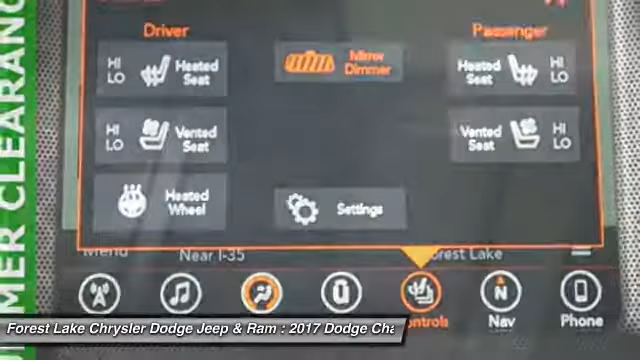 Driver
Passenger
HI
LO
Heated
Seat
Mirror
Dimmer
Heated
Seat
HI
LO
HI
LO
Vented
Seat
Vented
Seat
HI
LO
Heated
Wheel
Settings
Menu
Near I-35
orest Lake
ontrols
N
Nav
Phone
Forest Lake Chrysler Dodge Jeep & Ram : 2017 Dodge Cha
MER CLEARANC